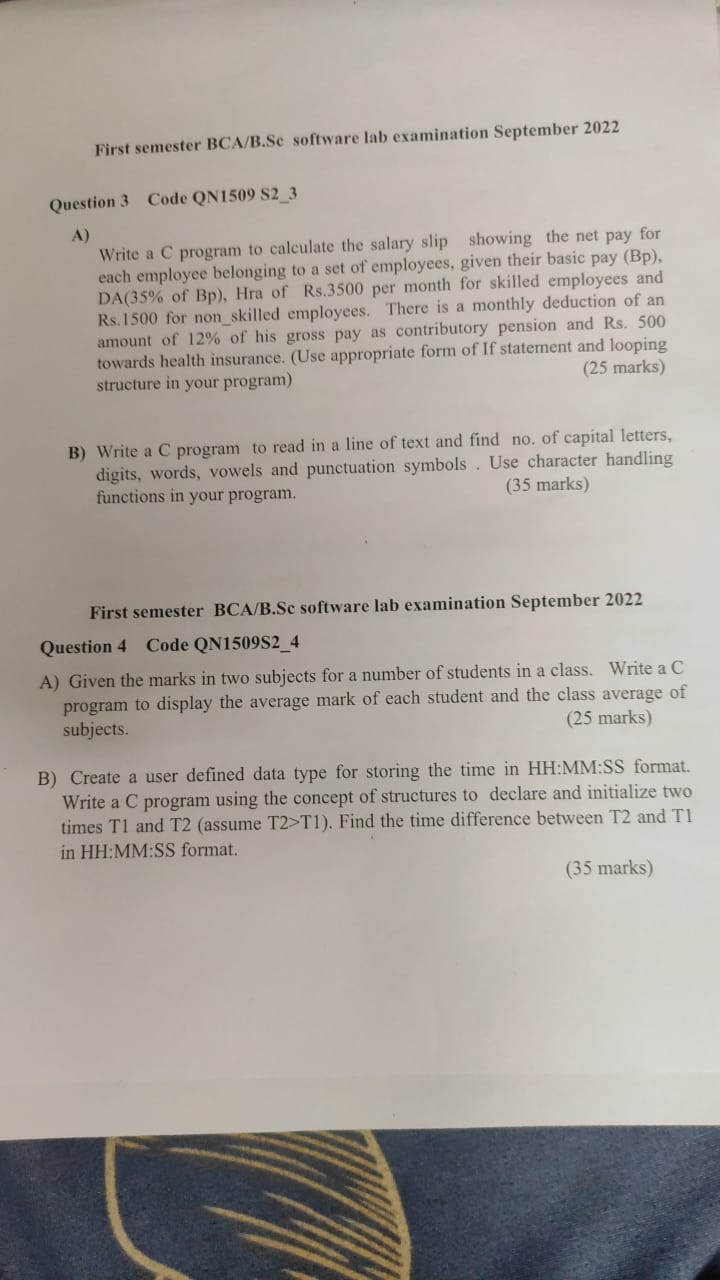 First semester BCA/B.Sc software lab examination September 2022
Question 3 Code QN1509 S2_3
A)
Write a C program to calculate the salary slip showing the net pay for
each employee belonging to a set of employees, given their basic pay (Bp),
DA(35% of Bp), Hra of Rs.3500 per month for skilled employees and
Rs.1500 for non_skilled employees. There is a monthly deduction of an
amount of 12% of his gross pay as contributory pension and Rs. 500
towards health insurance. (Use appropriate form of If statement and looping
structure in your program) (25 marks)
B) Write a C program to read in a line of text and find no. of capital letters,
digits, words, vowels and punctuation symbols . Use character handling
functions in your program. (35 marks)
First semester BCA/B.Sc software lab examination September 2022
Question 4 Code QN1509S2_4
A) Given the marks in two subjects for a number of students in a class. Write a C
program to display the average mark of each student and the class average of
subjects. (25 marks)
B) Create a user defined data type for storing the time in HH:MM:SS format.
Write a C program using the concept of structures to declare and initialize two
times T1 and T2 (assume T2>T1). Find the time difference between T2 and T1
in HH:MM:SS format.
(35 marks)